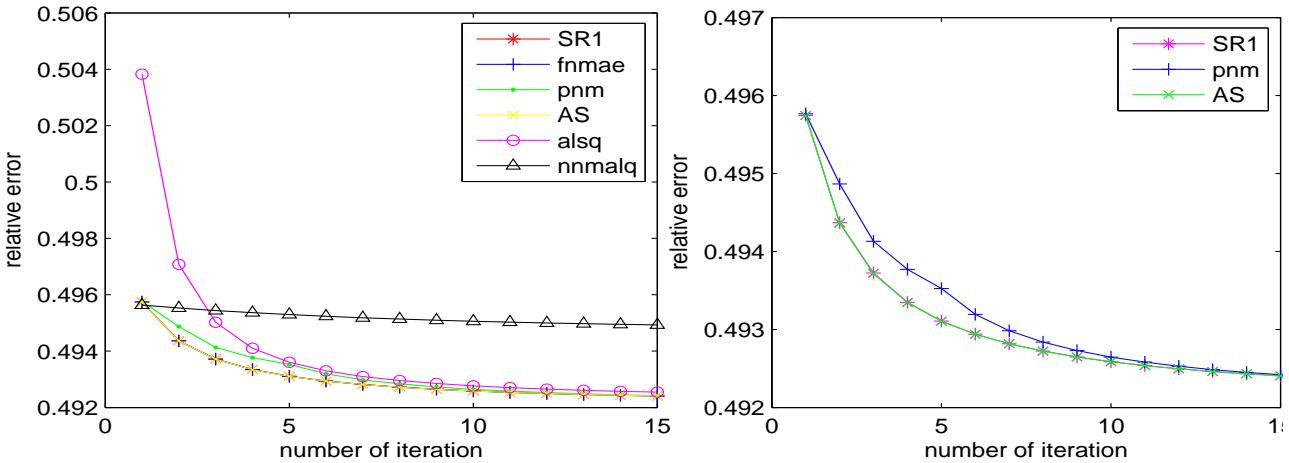 0.506
0.504
0.502
0.5
0.498
0.496
0.494
0.492
relative error
0
5
10
15
number of iteration
SR1
fnmae
pnm
AS
alsq
nnmalq
0.497
0.496
0.495
0.494
0.493
0.492
relative error
0
5
10
1
number of iteration
SR1
pnm
AS